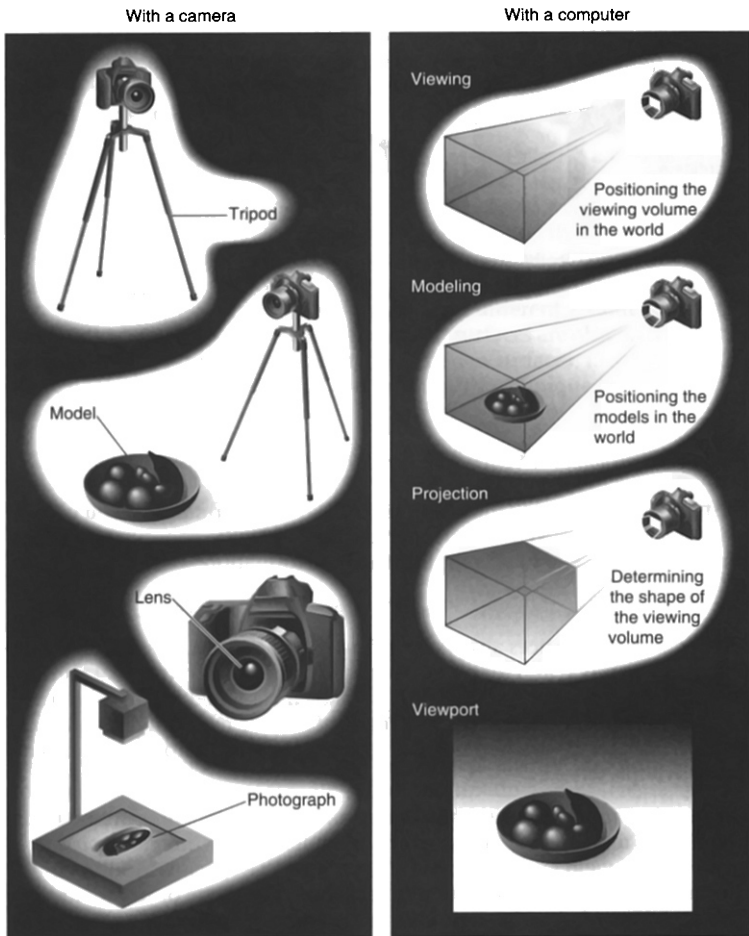 With a camera
With a computer
Tripod
Model
Lens
Photograph
Viewing
Positioning the
viewing volume
in the world
Modeling
Positioning the
models in the
world
Projection
Determining
the shape of
the viewing
volume
Viewport